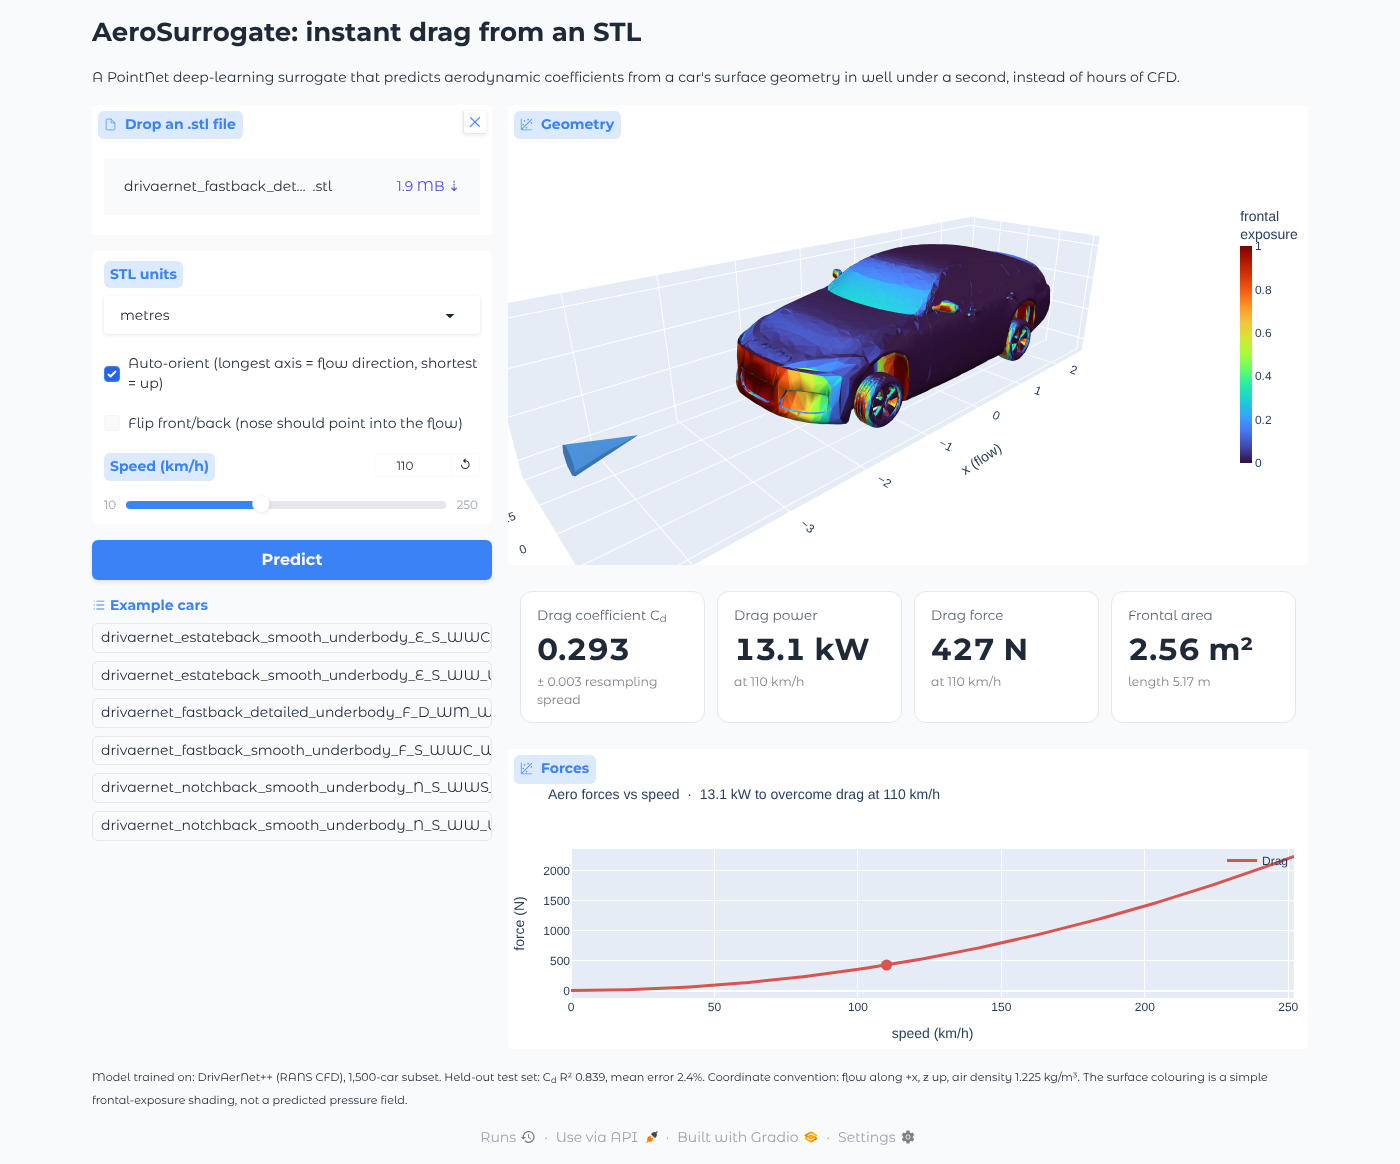 AeroSurrogate: instant drag from an STL
A PointNet deep-learning surrogate that predicts aerodynamic coefficients from a car's surface geometry in well under a second, instead of hours of CFD.
Drop an .stl file
drivaernet_fastback_det... .stl
1.9 MB ⇣
STL units
metres
Auto-orient (longest axis = flow direction, shortest
= up)
Flip front/back (nose should point into the flow)
Speed (km/h)
110
10
250
Predict
Example cars
drivaernet_estateback_smooth_underbody_E_S_WWC_
drivaernet_estateback_smooth_underbody_E_S_WW_
drivaernet_fastback_detailed_underbody_F_D_WM_W
drivaernet_fastback_smooth_underbody_F_S_WWC_W
drivaernet_notchback_smooth_underbody_N_S_WWS_
drivaernet_notchback_smooth_underbody_N_S_WW_
Geometry
frontal
exposure
1
0.8
0.6
0.4
0.2
0
2
1
0
−1
−2
−3
x (flow)
.5
0
Drag coefficient Cd
0.293
± 0.003 resampling
spread
Drag power
13.1 kW
at 110 km/h
Drag force
427 N
at 110 km/h
Frontal area
2.56 m²
length 5.17 m
Forces
Aero forces vs speed · 13.1 kW to overcome drag at 110 km/h
Drag
2000
1500
1000
500
0
force (N)
0
50
100
150
200
250
speed (km/h)
Model trained on: DrivAerNet++ (RANS CFD), 1,500-car subset. Held-out test set: Cd R² 0.839, mean error 2.4%. Coordinate convention: flow along +x, z up, air density 1.225 kg/m³. The surface colouring is a simple
frontal-exposure shading, not a predicted pressure field.
Runs · Use via API · Built with Gradio · Settings